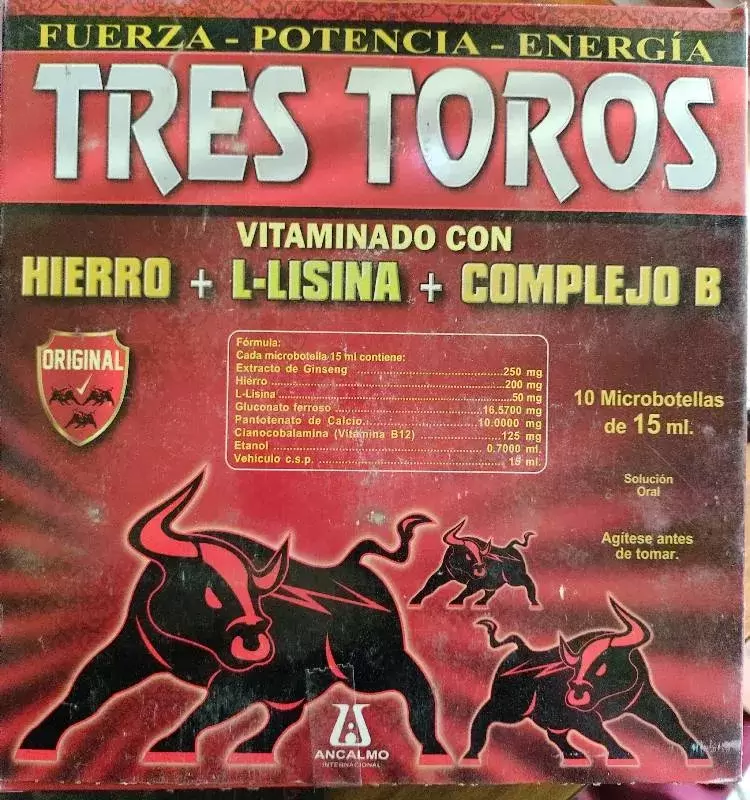 FUERZA - POTENCIA - ENERGÍA
TRES TOROS
VITAMINADO CON
HIERRO + L-LISINA + COMPLEJO B
ORIGINAL
Fórmula:
Cada microbotella 15 ml contiene:
Extracto de Ginseng 250 mg
Hierro 200 mg
L-Lisina 50 mg
Gluconato ferroso 16.5700 mg
Pantotenato de Calcio 10.0000 mg
Cianocobalamina (Vitamina B12) 125 mg
Etanol 0.7000 ml.
Vehiculo c.s.p. 15 ml.
10 Microbotellas
de 15 ml.
Solución
Oral
Agítese antes
de tomar.
ANCALMO
INTERNACIONAL